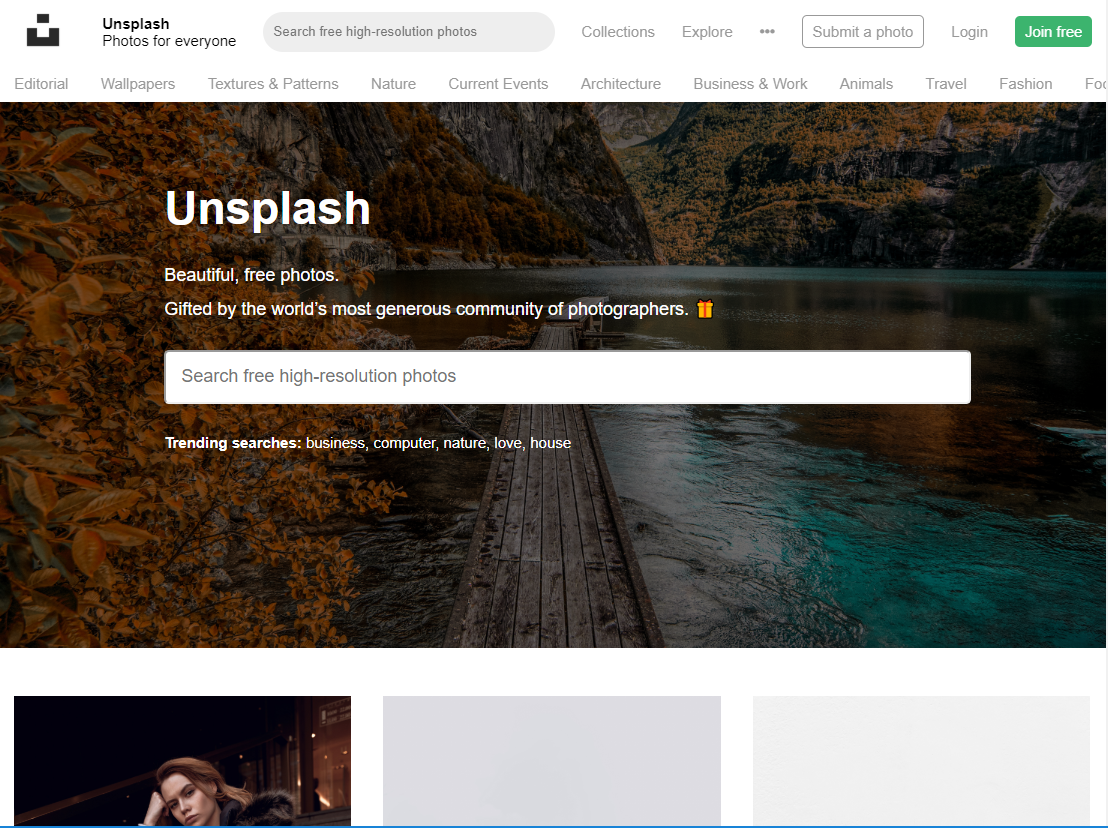 Unsplash
Photos for everyone
Search free high-resolution photos
Collections
Explore
•••
Submit a photo
Login
Join free
Editorial
Wallpapers
Textures & Patterns
Nature
Current Events
Architecture
Business & Work
Animals
Travel
Fashion
Foo
Unsplash
Beautiful, free photos.
Gifted by the world’s most generous community of photographers. 🎁
Search free high-resolution photos
Trending searches: business, computer, nature, love, house